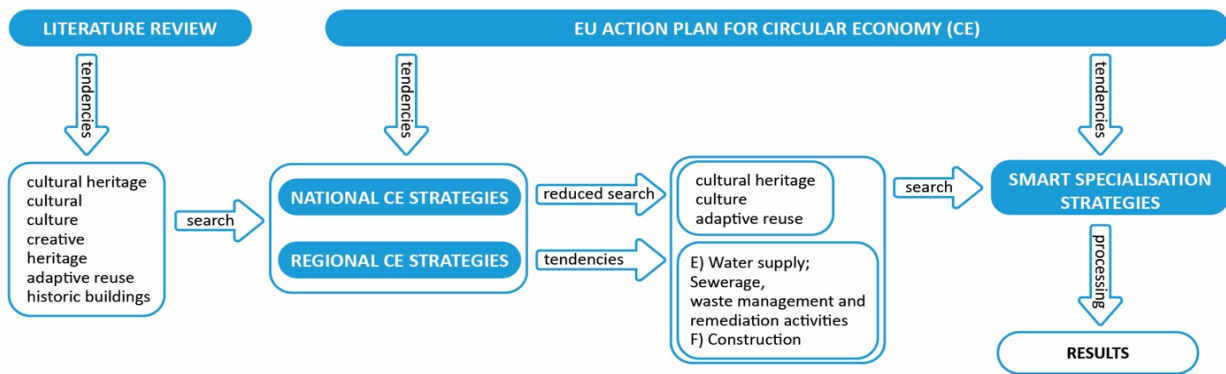 LITERATURE REVIEW
EU ACTION PLAN FOR CIRCULAR ECONOMY (CE)
tendencies
tendencies
tendencies
cultural heritage
cultural
culture
creative
heritage
adaptive reuse
historic buildings
search
NATIONAL CE STRATEGIES
REGIONAL CE STRATEGIES
reduced search
tendencies
cultural heritage
culture
adaptive reuse
E) Water supply;
Sewerage,
waste management and
remediation activities
F) Construction
search
SMART SPECIALISATION
STRATEGIES
processing
RESULTS